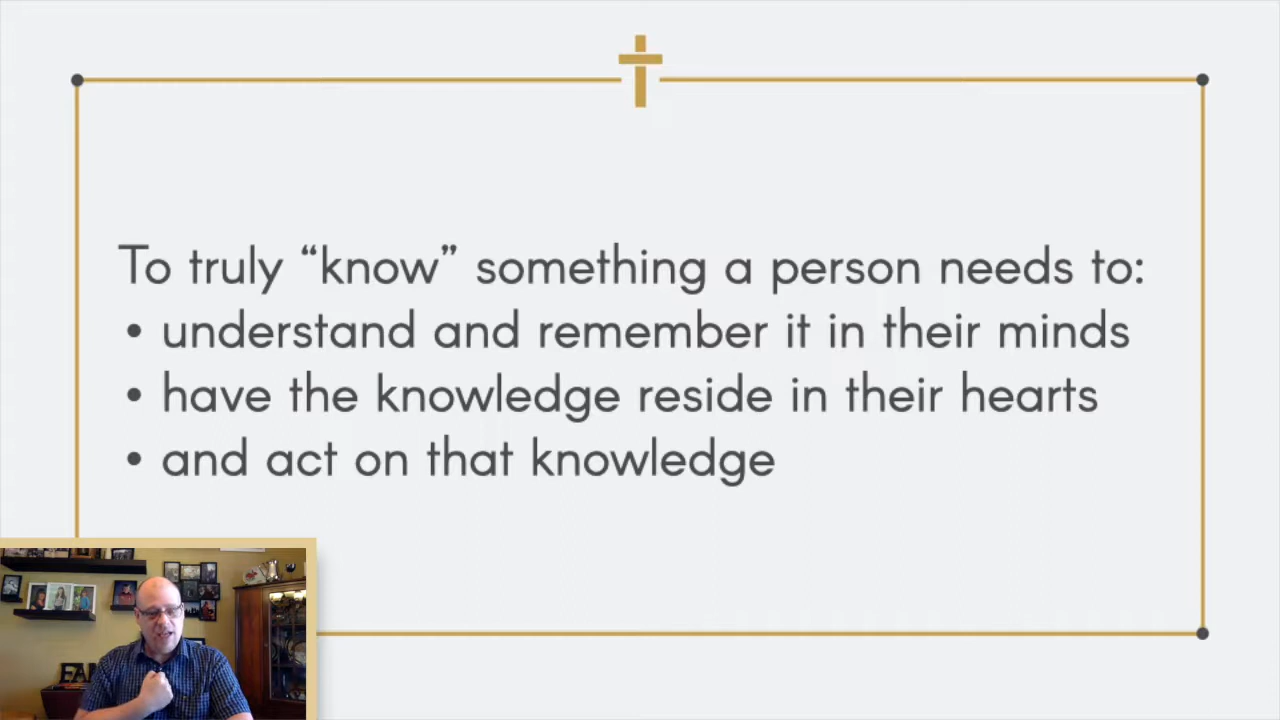 To truly “know” something a person needs to:
• understand and remember it in their minds
• have the knowledge reside in their hearts
• and act on that knowledge
FAM